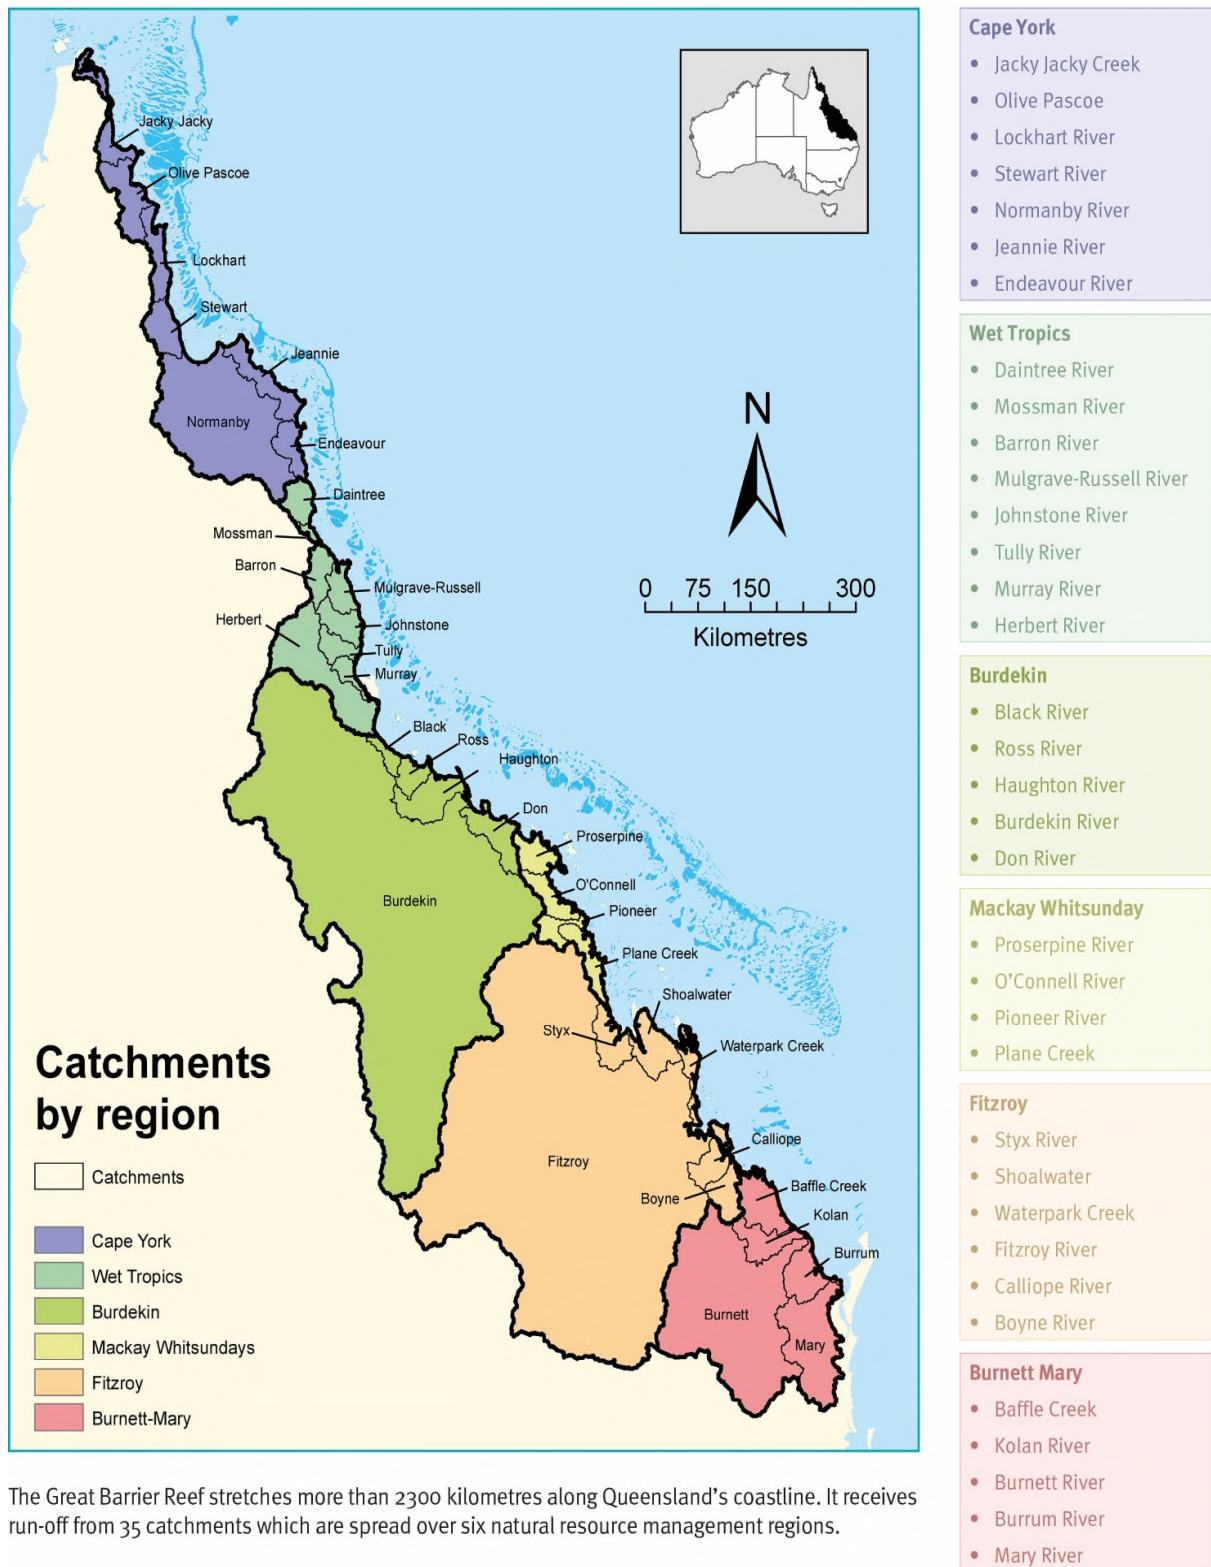 Jacky Jacky
Olive Pascoe
Lockhart
Stewart
Jeannie
Normanby
Endeavour
Daintree
Mossman
Barron
Mulgrave-Russell
Herbert
Johnstone
Tully
Murray
Black
Ross
Haughton
Don
Proserpine
O'Connell
Burdekin
Pioneer
Plane Creek
Shoalwater
Styx
Waterpark Creek
Calliope
Fitzroy
Boyne
Baffle Creek
Kolan
Burrum
Burnett
Mary
N
0 75 150 300
Kilometres
Catchments
by region
Catchments
Cape York
Wet Tropics
Burdekin
Mackay Whitsundays
Fitzroy
Burnett-Mary
The Great Barrier Reef stretches more than 2300 kilometres along Queensland's coastline. It receives
run-off from 35 catchments which are spread over six natural resource management regions.
Cape York
• Jacky Jacky Creek
• Olive Pascoe
• Lockhart River
• Stewart River
• Normanby River
• Jeannie River
• Endeavour River
Wet Tropics
• Daintree River
• Mossman River
• Barron River
• Mulgrave-Russell River
• Johnstone River
• Tully River
• Murray River
• Herbert River
Burdekin
• Black River
• Ross River
• Haughton River
• Burdekin River
• Don River
Mackay Whitsunday
• Proserpine River
• O'Connell River
• Pioneer River
• Plane Creek
Fitzroy
• Styx River
• Shoalwater
• Waterpark Creek
• Fitzroy River
• Calliope River
• Boyne River
Burnett Mary
• Baffle Creek
• Kolan River
• Burnett River
• Burrum River
• Mary River